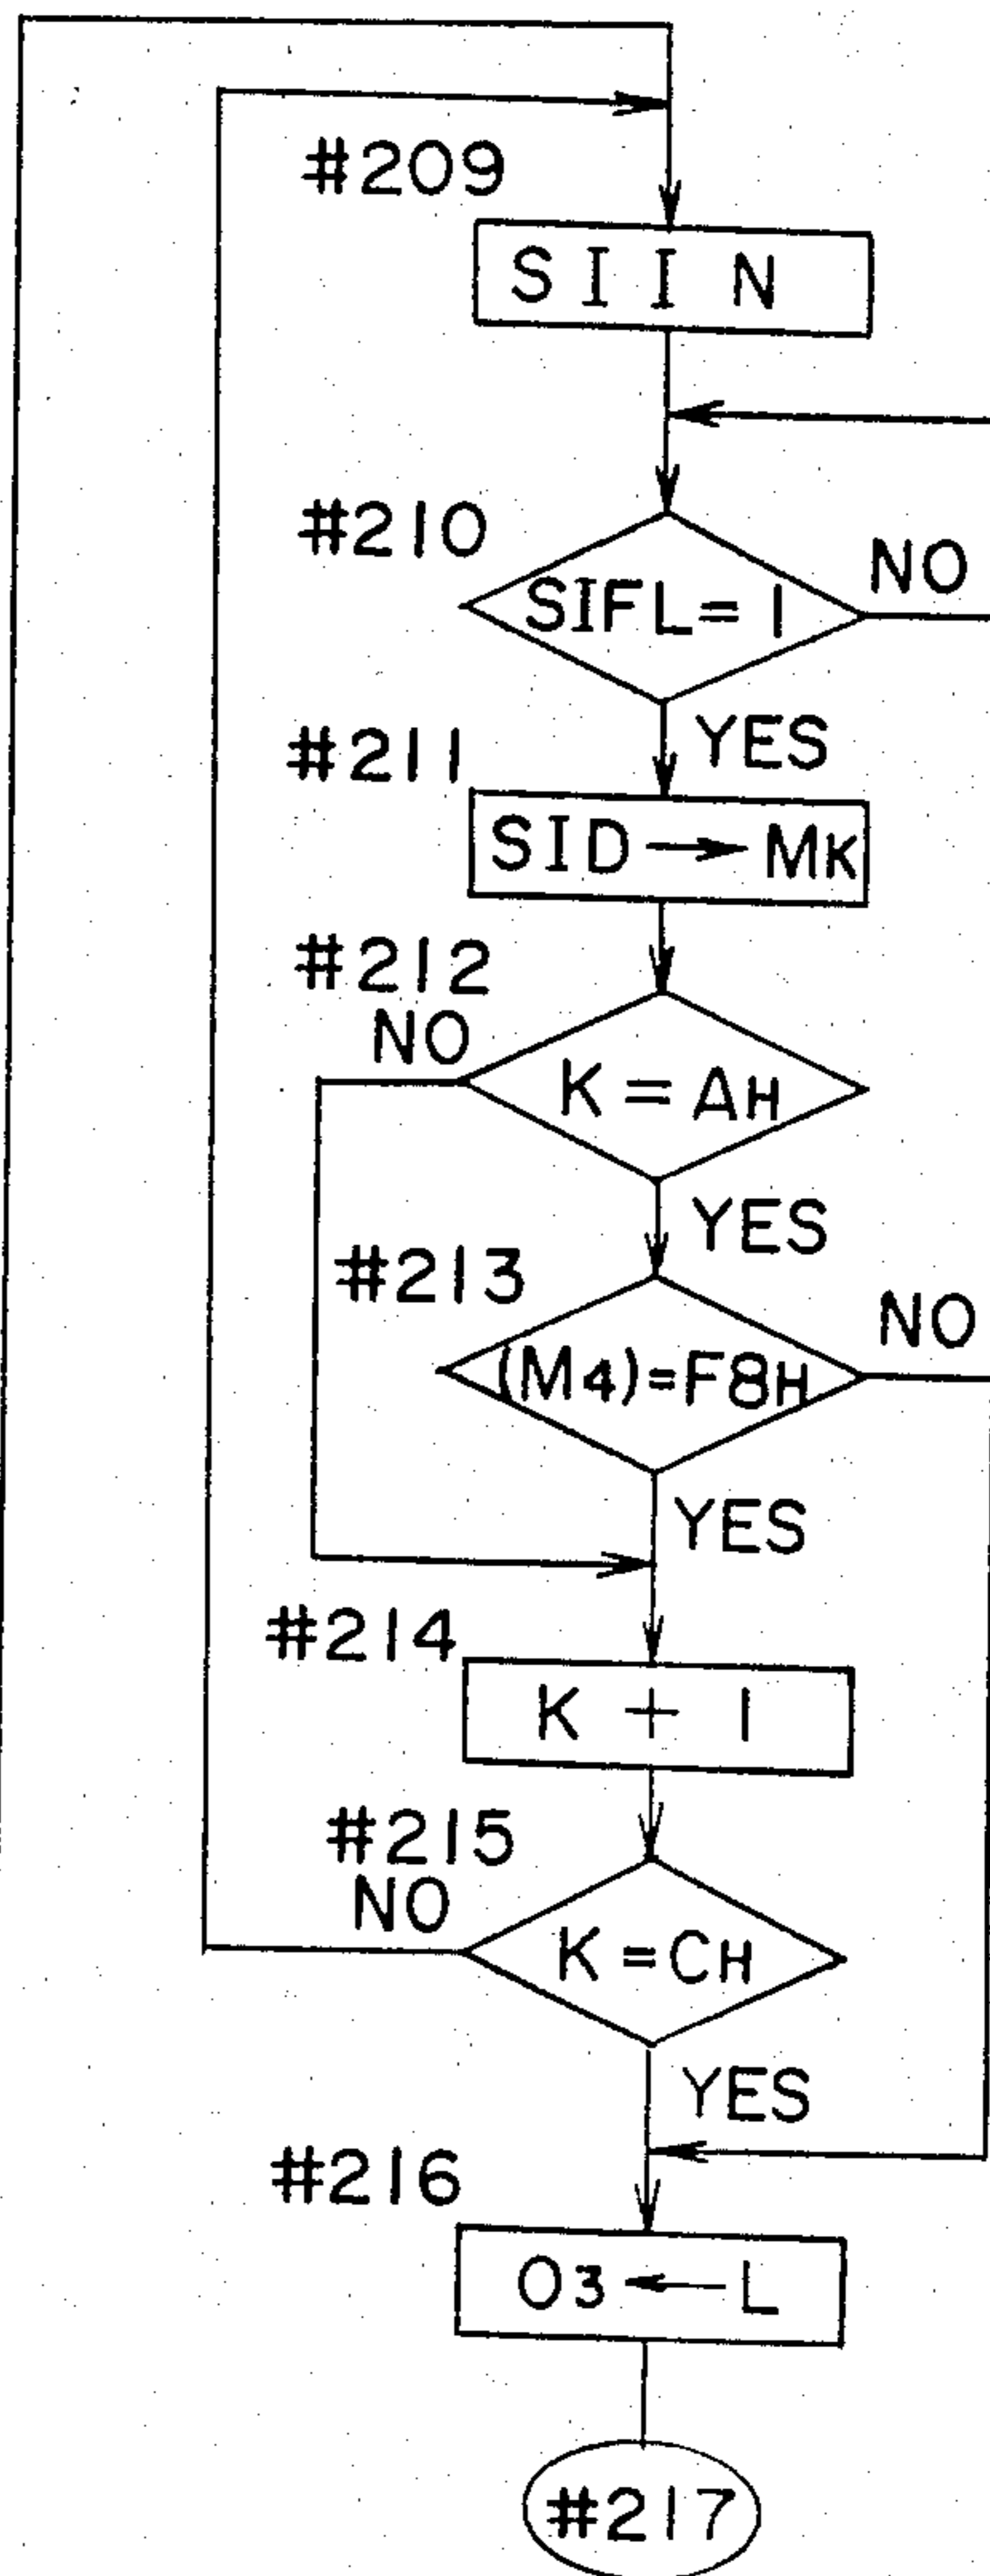 #209
SIIN
#210
SIFL=1
NO
YES
#211
SID→MK
#212
NO
K=AH
YES
#213
(M4)=F8H
NO
YES
#214
K+1
#215
NO
K=CH
YES
#216
O3←L
#217